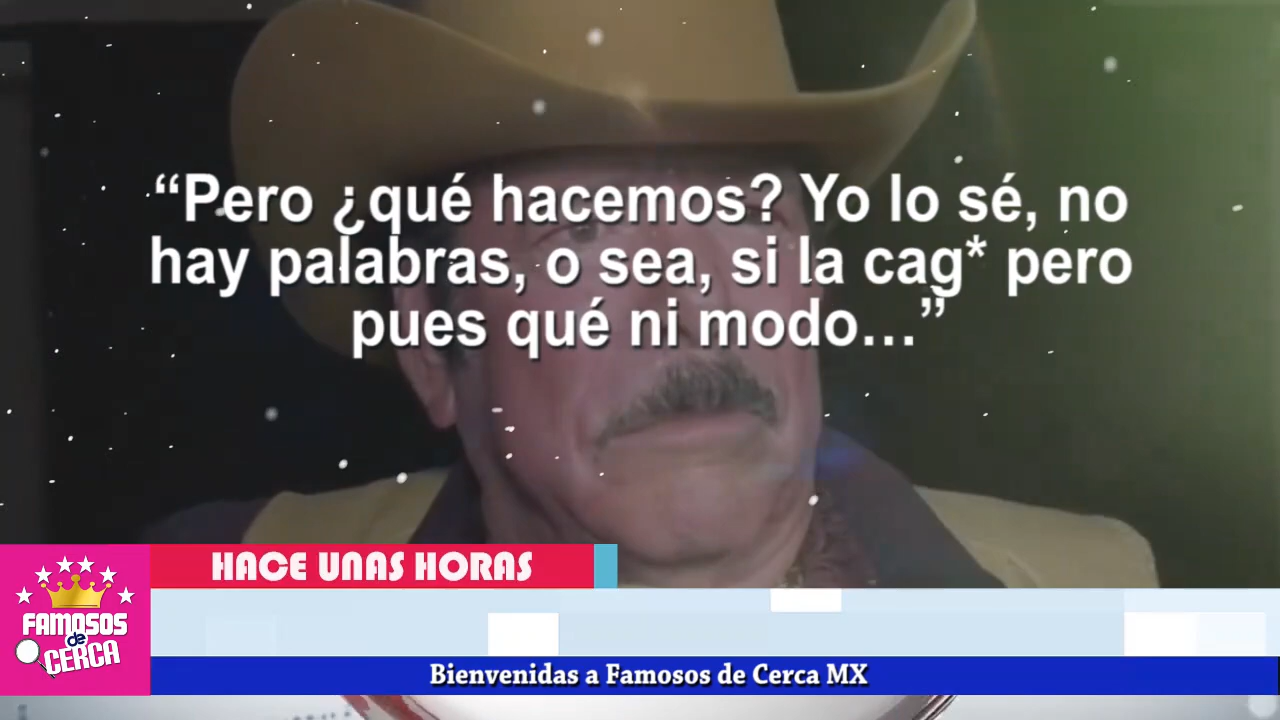 “Pero ¿qué hacemos? Yo lo sé, no
hay palabras, o sea, si la cag* pero
pues qué ni modo...”
HACE UNAS HORAS
FAMOSOS
de
CERCA
Bienvenidas a Famosos de Cerca MX